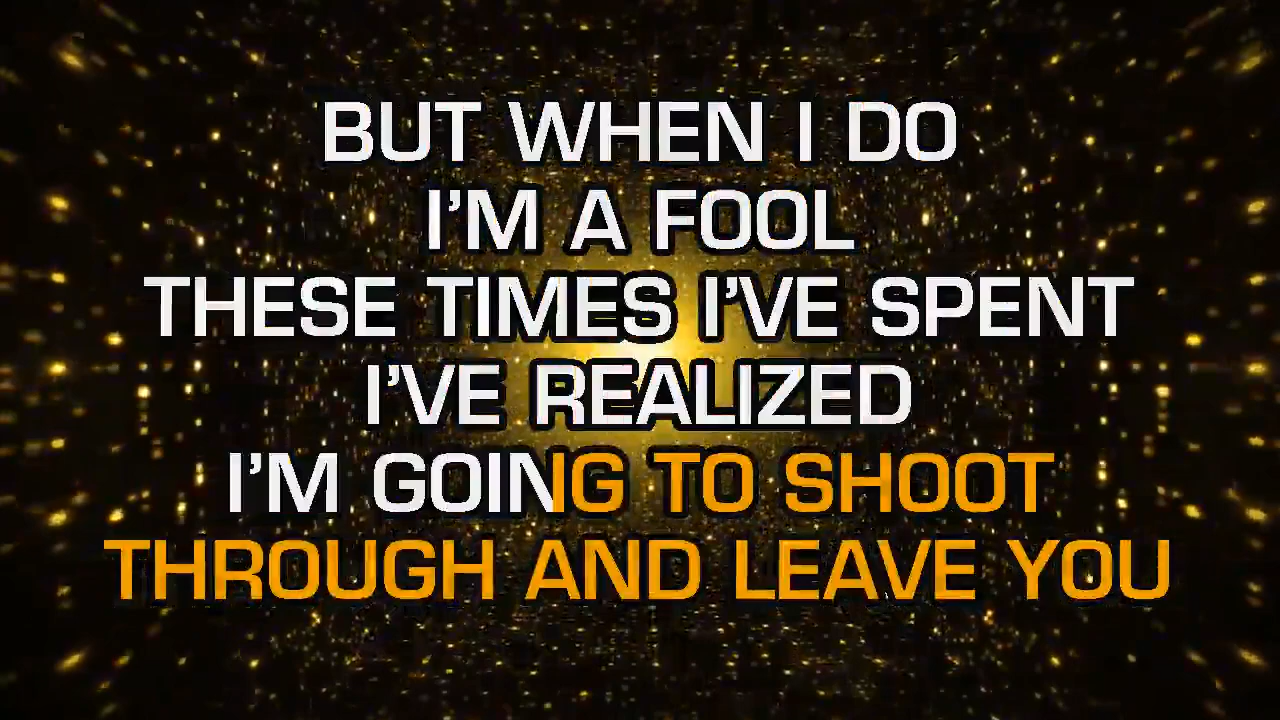 BUT WHEN I DO
I'M A FOOL
THESE TIMES I'VE SPENT
I'VE REALIZED
I'M GOING TO SHOOT
THROUGH AND LEAVE YOU